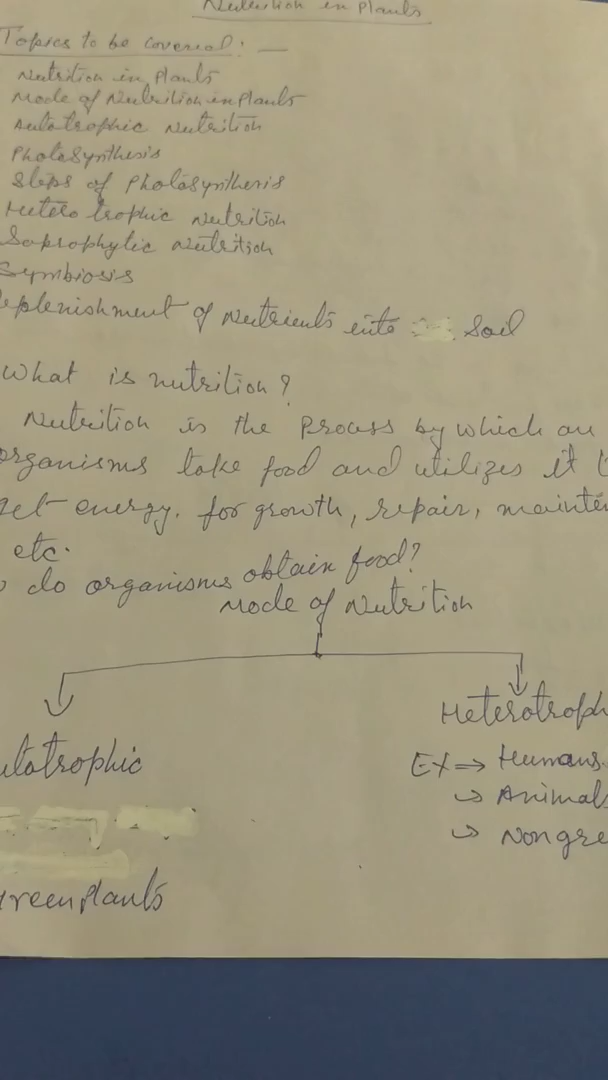 Nutrition in Plants
Topics to be covered: —
Nutrition in Plants
Mode of Nutrition in Plants
Autotrophic Nutrition
Photosynthesis
Steps of Photosynthesis
Heterotrophic Nutrition
Saprophytic Nutrition
Symbiosis
eplenishment of Nutrients into Soil
What is nutrition?
Nutrition is the process by which an
organisms take food and utilizes it
get energy. for growth, repair, mainte
etc.
do organisms obtain food?
Mode of Nutrition
utotrophic
Heterotroph
Ex ⇒ Humans.
↪ Animals
↪ Nongre
reen plants